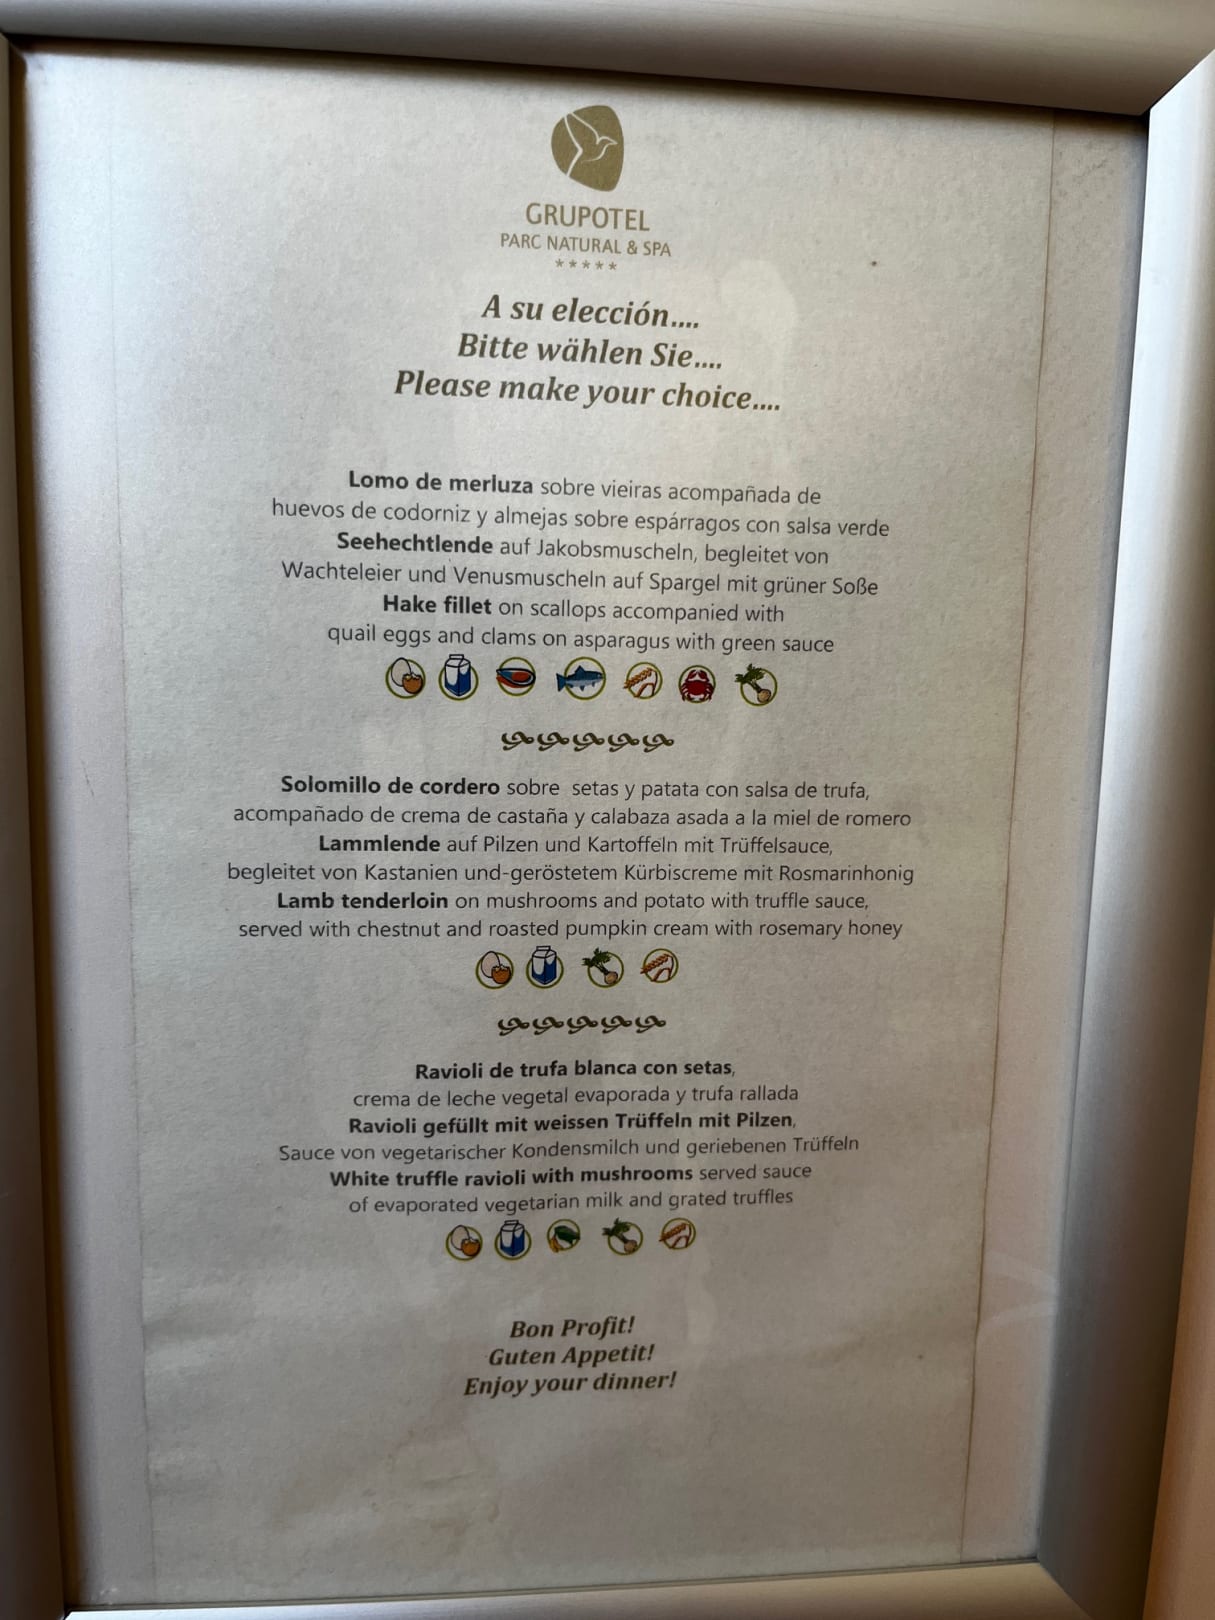 GRUPOTEL
PARC NATURAL & SPA
*****
A su elección....
Bitte wählen Sie....
Please make your choice....
Lomo de merluza sobre vieiras acompañada de
huevos de codorniz y almejas sobre espárragos con salsa verde
Seehechtlende auf Jakobsmuscheln, begleitet von
Wachteleier und Venusmuscheln auf Spargel mit grüner Soße
Hake fillet on scallops accompanied with
quail eggs and clams on asparagus with green sauce
Solomillo de cordero sobre setas y patata con salsa de trufa,
acompañado de crema de castaña y calabaza asada a la miel de romero
Lammlende auf Pilzen und Kartoffeln mit Trüffelsauce,
begleitet von Kastanien und-geröstetem Kürbiscreme mit Rosmarinhonig
Lamb tenderloin on mushrooms and potato with truffle sauce,
served with chestnut and roasted pumpkin cream with rosemary honey
Ravioli de trufa blanca con setas,
crema de leche vegetal evaporada y trufa rallada
Ravioli gefüllt mit weissen Trüffeln mit Pilzen,
Sauce von vegetarischer Kondensmilch und geriebenen Trüffeln
White truffle ravioli with mushrooms served sauce
of evaporated vegetarian milk and grated truffles
Bon Profit!
Guten Appetit!
Enjoy your dinner!